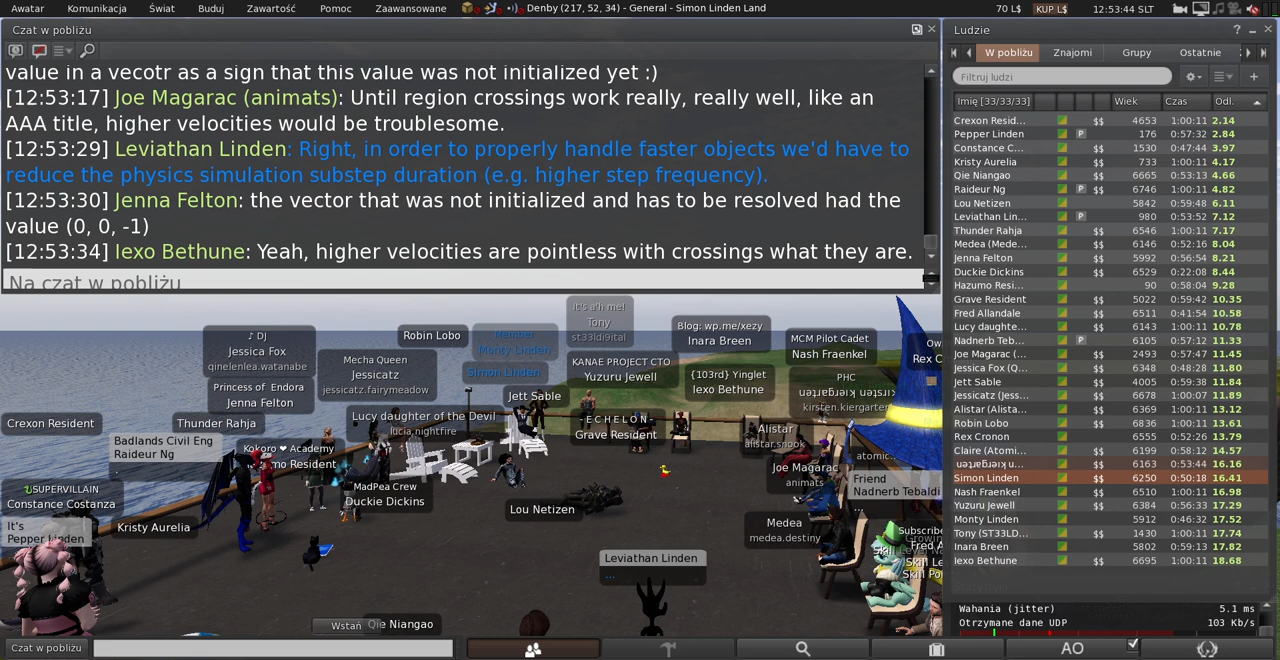 Awatar Komunikacja Świat Buduj Zawartość Pomoc Zaawansowane Denby (217, 52, 34) - General - Simon Linden Land 70 L$ KUP L$ 12:53:44 SLT
Czat w pobliżu
value in a vecotr as a sign that this value was not initialized yet :)
[12:53:17] Joe Magarac (animats): Until region crossings work really, really well, like an
AAA title, higher velocities would be troublesome.
[12:53:29] Leviathan Linden: Right, in order to properly handle faster objects we'd have to
reduce the physics simulation substep duration (e.g. higher step frequency).
[12:53:30] Jenna Felton: the vector that was not initialized and has to be resolved had the
value (0, 0, -1)
[12:53:34] Iexo Bethune: Yeah, higher velocities are pointless with crossings what they are.
Na czat w pobliżu
It's a'h me!
Tony
st33ldi9ital
♪ DJ
Jessica Fox
qinelenlea.watanabe
Robin Lobo
Member
Monty Linden
Blog: wp.me/xezy
Inara Breen
MCM Pilot Cadet
Nash Fraenkel
Ow
Rex C
Mecha Queen
Jessicatz
jessicatz.fairymeadow
Simon Linden
KANAE PROJECT CTO
Yuzuru Jewell
{103rd} Yinglet
Iexo Bethune
PHC
kirsten.kiergarten
Princess of Endora
Jenna Felton
Jett Sable
Crexon Resident
Thunder Rahja
Lucy daughter of the Devil
lucia.nightfire
-ECHELON-
Grave Resident
Alistar
alistar.snook
Badlands Civil Eng
Raideur Ng
Kokoro ❤ Academy
mo Resident
atomic..
Joe Magarac
animats
Friend
Nadnerb Tebaldi
...
SUPERVILLAIN
Constance Gastanza
MadPea Crew
Duckie Dickins
Lou Netizen
It's
Pepper Linden
Kristy Aurelia
Medea
medea.destiny
Subscribe
Fred A
Leviathan Linden
...
Wstań
Qie Niangao
Czat w pobliżu
AO
Ludzie
W pobliżu Znajomi Grupy Ostatnie
Filtruj ludzi
Imię [33/33/33] Wiek Czas Odl.
Crexon Resid... $$ 4653 1:00:11 2.14
Pepper Linden P 176 0:57:32 2.84
Constance C... $$ 1530 0:47:44 3.97
Kristy Aurelia $$ 733 1:00:11 4.17
Qie Niangao $$ 6665 0:53:13 4.66
Raideur Ng P $$ 6746 1:00:11 4.82
Lou Netizen 5842 0:59:48 6.11
Leviathan Lin... P 980 0:53:52 7.12
Thunder Rahja $$ 6546 1:00:11 7.17
Medea (Mede... $$ 6146 0:52:16 8.04
Jenna Felton $$ 5992 0:56:54 8.21
Duckie Dickins $$ 6529 0:22:08 8.44
Hazumo Resi... 90 0:58:04 9.28
Grave Resident $$ 5022 0:59:42 10.35
Fred Allandale $$ 6511 0:41:54 10.58
Lucy daughte... $$ 6143 1:00:11 10.78
Nadnerb Teb... P 6105 0:57:12 11.33
Joe Magarac (... $$ 2493 0:57:47 11.45
Jessica Fox (Q... $$ 6348 0:48:28 11.80
Jett Sable $$ 4005 0:59:38 11.84
Jessicatz (Jess... $$ 6678 1:00:07 11.89
Alistar (Alista... $$ 6369 1:00:11 13.12
Robin Lobo $$ 6836 1:00:11 13.61
Rex Cronon 6555 0:52:26 13.79
Claire (Atomi... $$ 6199 0:58:12 14.57
$$ 6163 0:53:44 16.16
Simon Linden $$ 6250 0:50:18 16.41
Nash Fraenkel $$ 6510 1:00:11 16.98
Yuzuru Jewell $$ 6384 0:56:33 17.29
Monty Linden 5912 0:46:32 17.52
Tony (ST33LD... $$ 1430 1:00:11 17.74
Inara Breen 5802 0:59:13 17.82
Iexo Bethune $$ 6695 1:00:11 18.68
Wahania (jitter) 5.1 ms
Otrzymane dane UDP 103 Kb/s